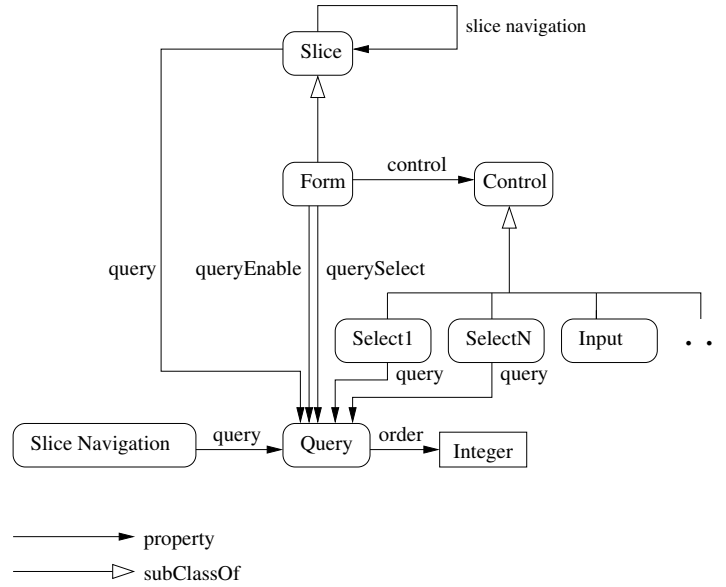 slice navigation
Slice
Form
control
Control
query
queryEnable
querySelect
Select1
SelectN
Input
. .
query
query
Slice Navigation
query
Query
order
Integer
property
subClassOf